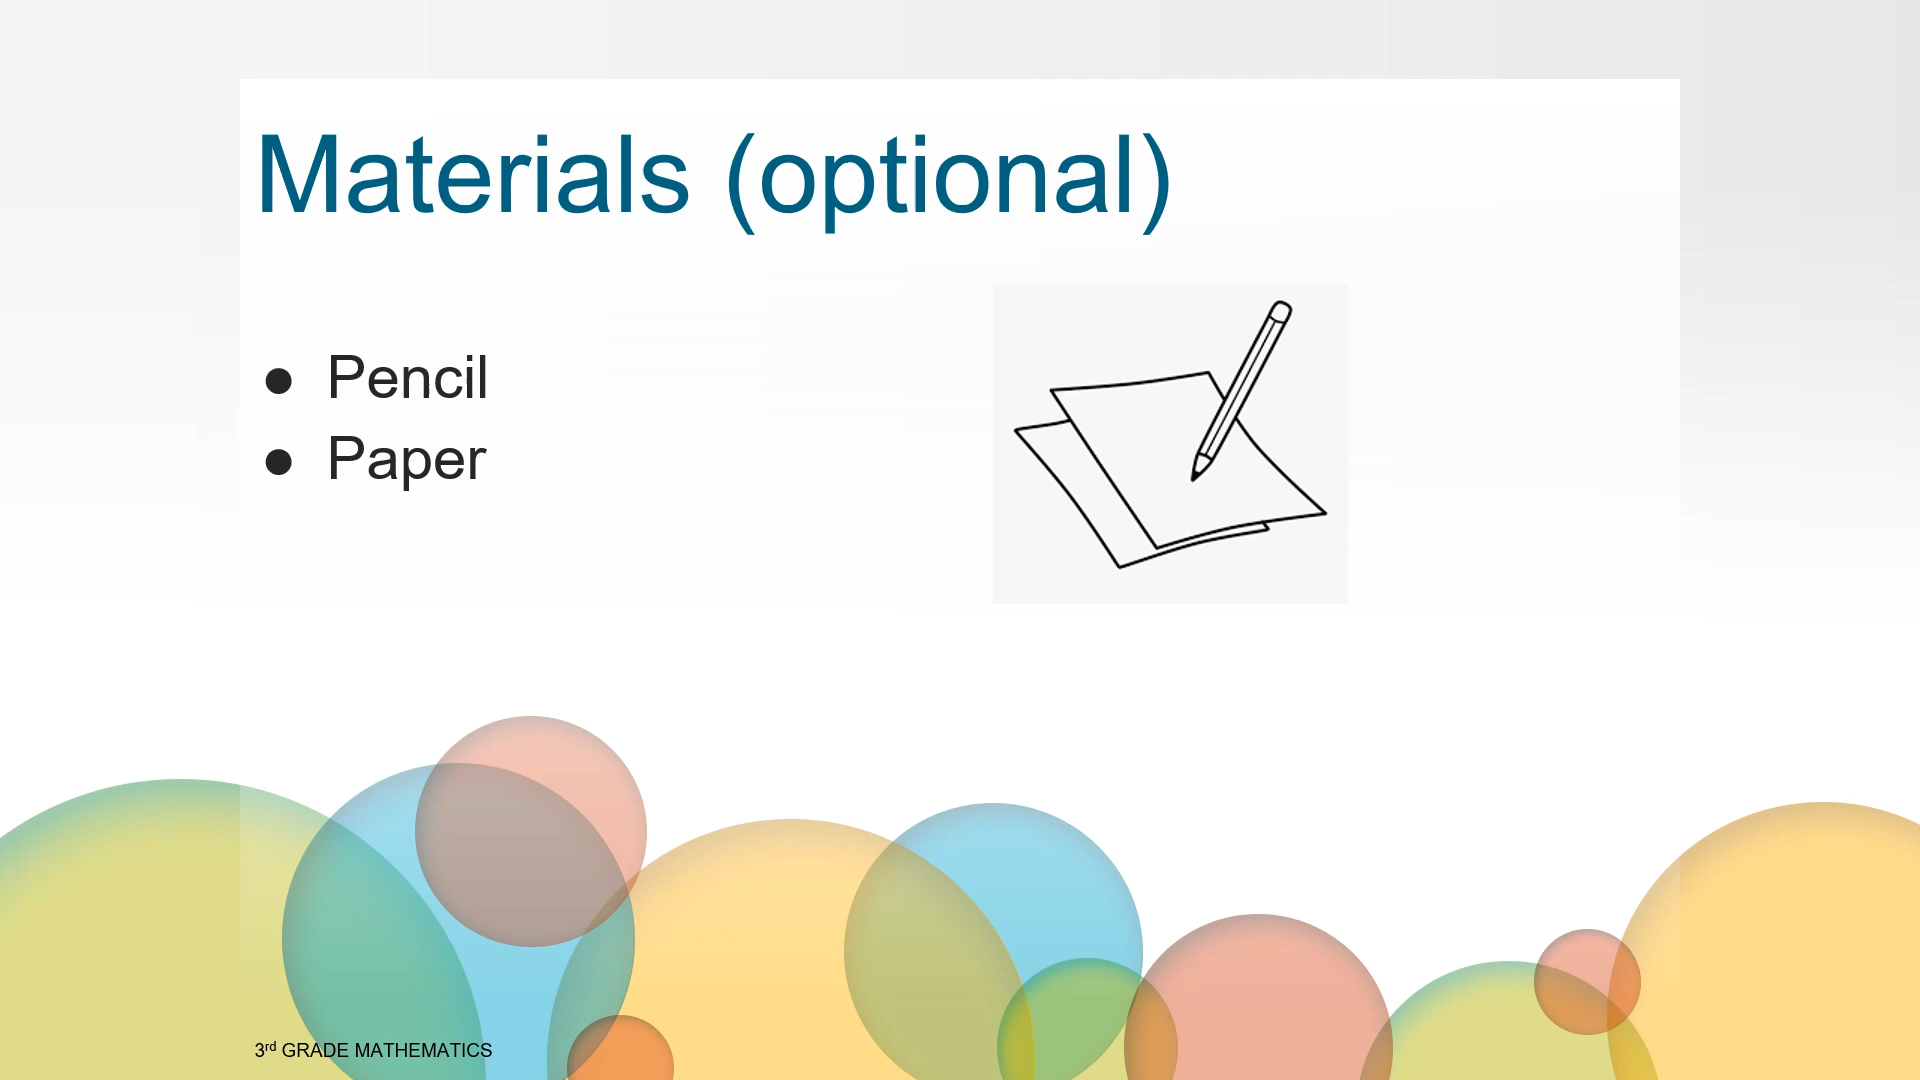 Materials (optional)
● Pencil
● Paper
3rd GRADE MATHEMATICS